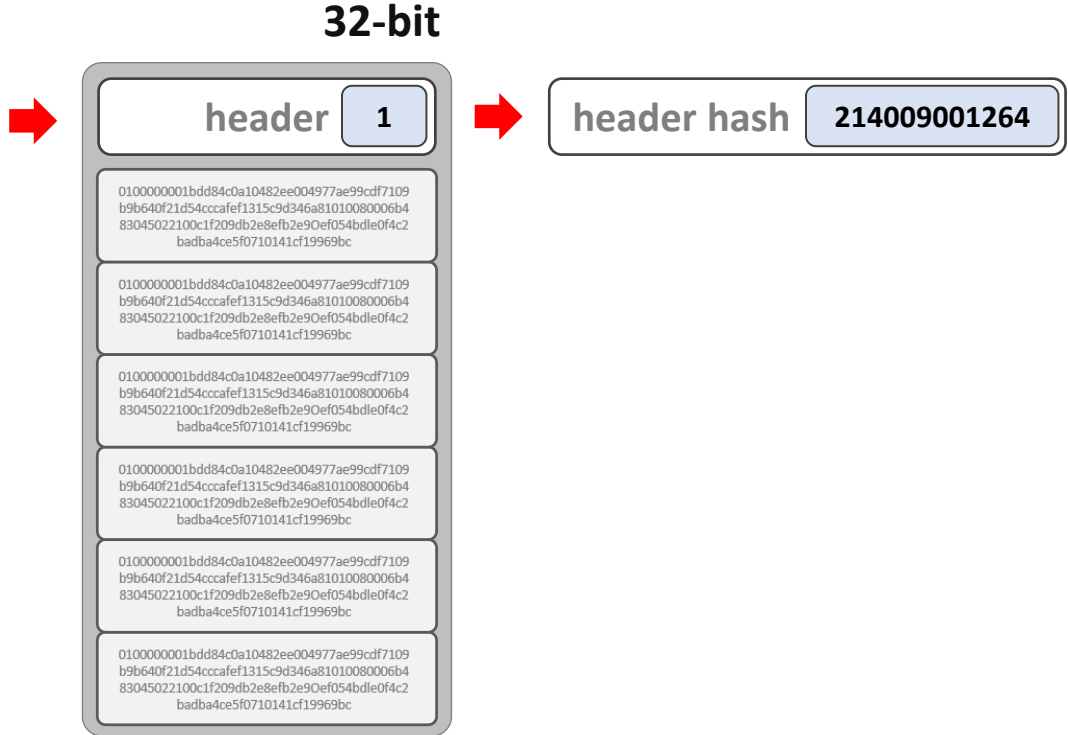 32-bit
header 1
header hash 214009001264
0100000001bdd84c0a10482ee004977ae99cdf7109
b9b640f21d54cccafef1315c9d346a81010080006b4
83045022100c1f209db2e8efb2e9Oef054bdle0f4c2
badba4ce5f0710141cf19969bc
0100000001bdd84c0a10482ee004977ae99cdf7109
b9b640f21d54cccafef1315c9d346a81010080006b4
83045022100c1f209db2e8efb2e9Oef054bdle0f4c2
badba4ce5f0710141cf19969bc
0100000001bdd84c0a10482ee004977ae99cdf7109
b9b640f21d54cccafef1315c9d346a81010080006b4
83045022100c1f209db2e8efb2e9Oef054bdle0f4c2
badba4ce5f0710141cf19969bc
0100000001bdd84c0a10482ee004977ae99cdf7109
b9b640f21d54cccafef1315c9d346a81010080006b4
83045022100c1f209db2e8efb2e9Oef054bdle0f4c2
badba4ce5f0710141cf19969bc
0100000001bdd84c0a10482ee004977ae99cdf7109
b9b640f21d54cccafef1315c9d346a81010080006b4
83045022100c1f209db2e8efb2e9Oef054bdle0f4c2
badba4ce5f0710141cf19969bc
0100000001bdd84c0a10482ee004977ae99cdf7109
b9b640f21d54cccafef1315c9d346a81010080006b4
83045022100c1f209db2e8efb2e9Oef054bdle0f4c2
badba4ce5f0710141cf19969bc